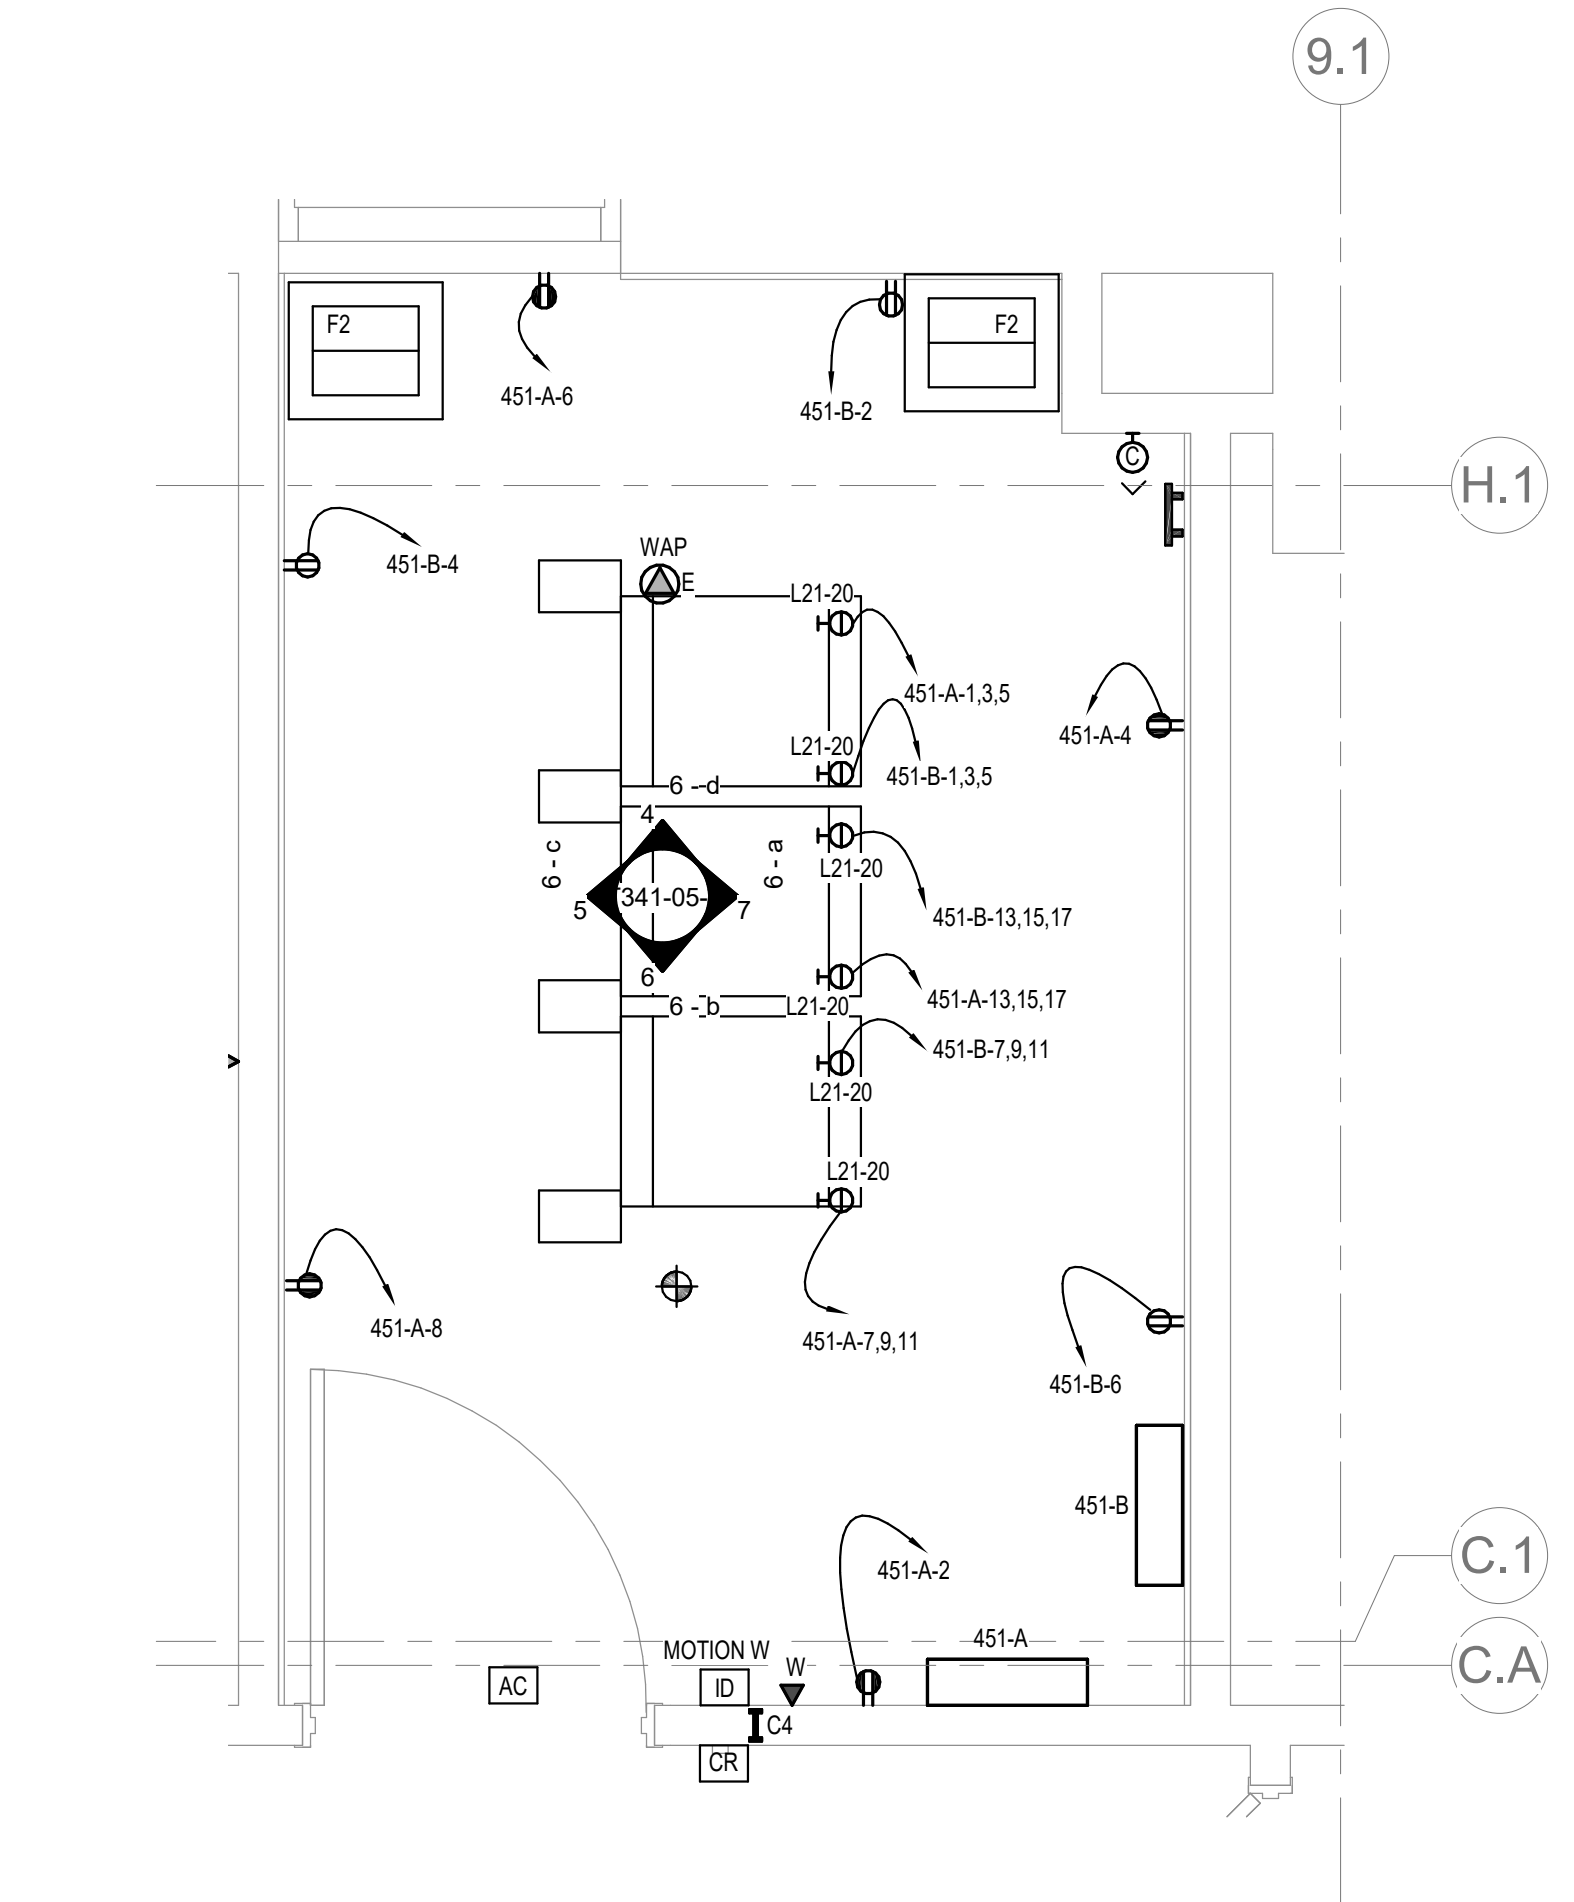 9.1
F2
F2
451-A-6
451-B-2
C
H.1
WAP
E
451-B-4
L21-20
451-A-1,3,5
451-A-4
L21-20
451-B-1,3,5
6 - d
4
6 - c
6 - a
L21-20
341-05-
5
7
451-B-13,15,17
6
451-A-13,15,17
6 - b
L21-20
451-B-7,9,11
L21-20
L21-20
451-A-8
451-A-7,9,11
451-B-6
451-B
C.1
451-A-2
451-A
MOTION W
W
C.A
AC
ID
C4
CR